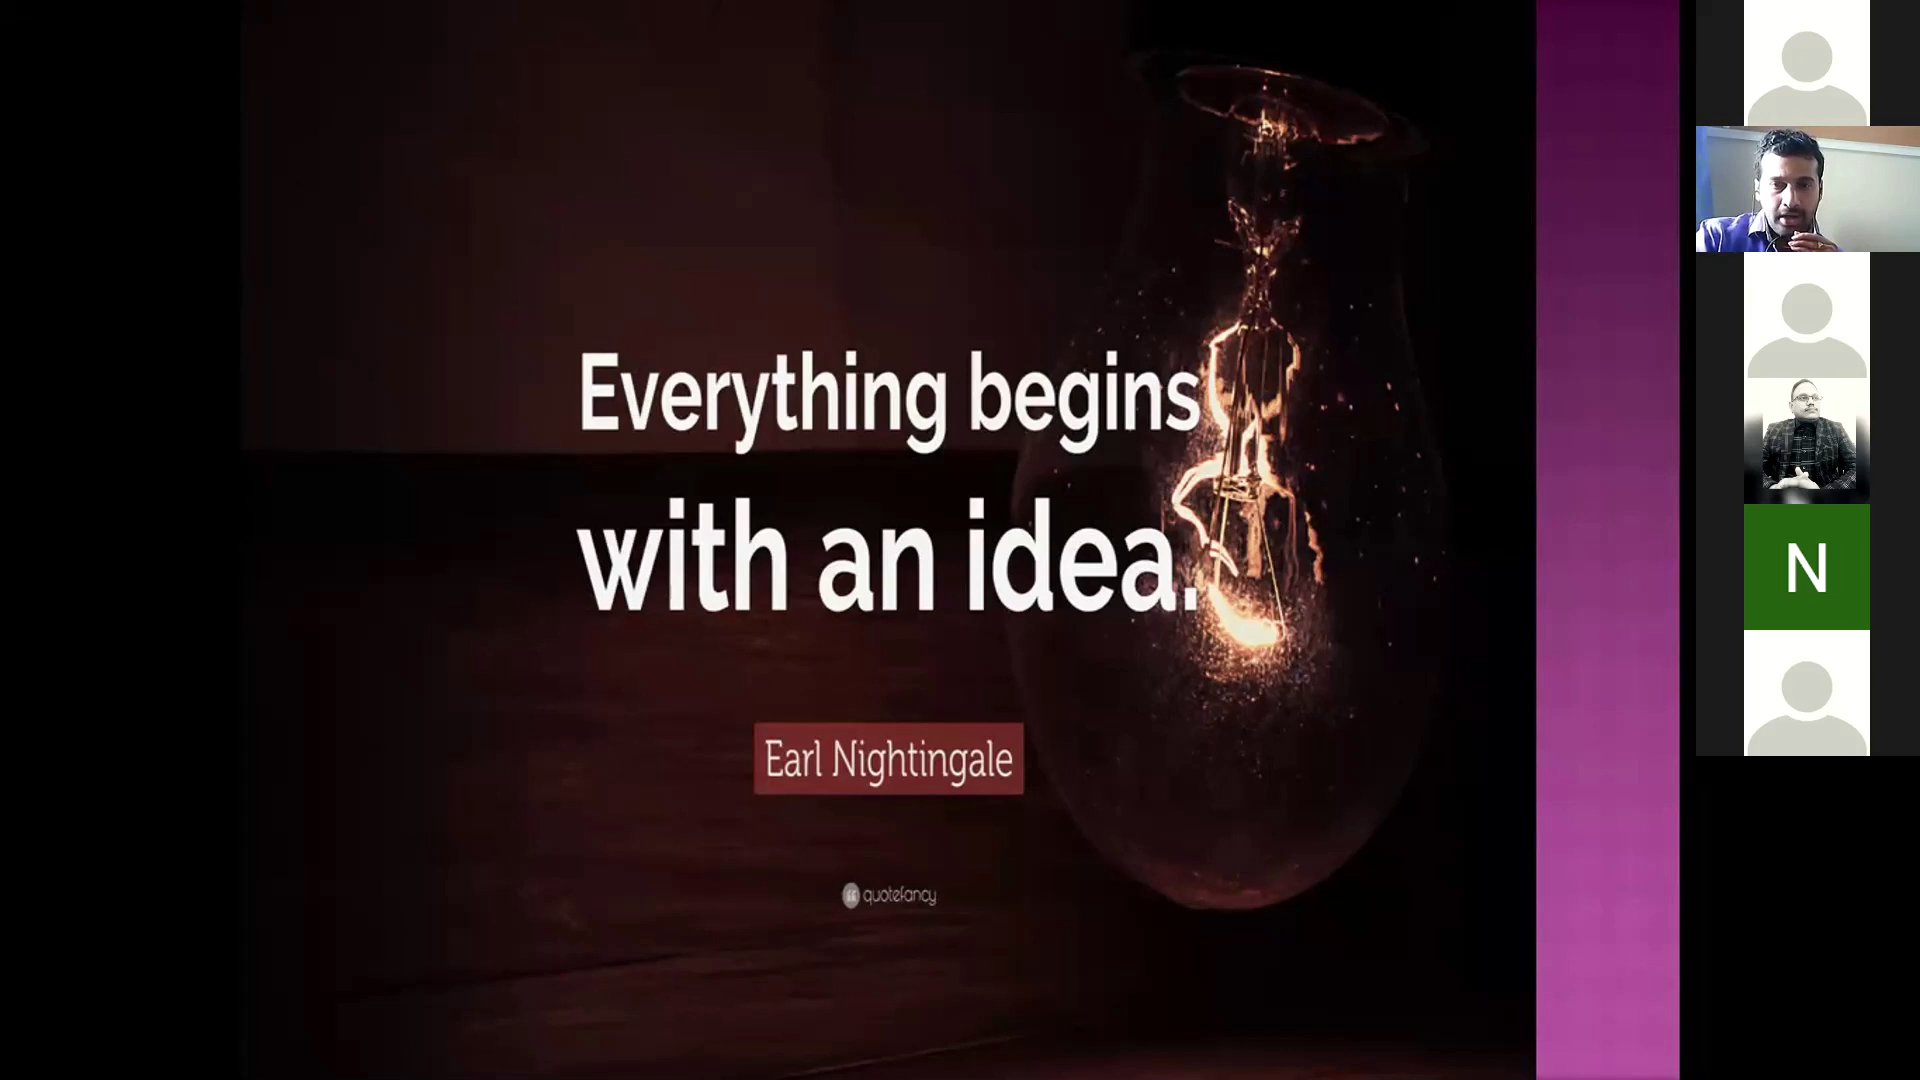 Everything begins
with an idea.
Earl Nightingale
quotefancy
N